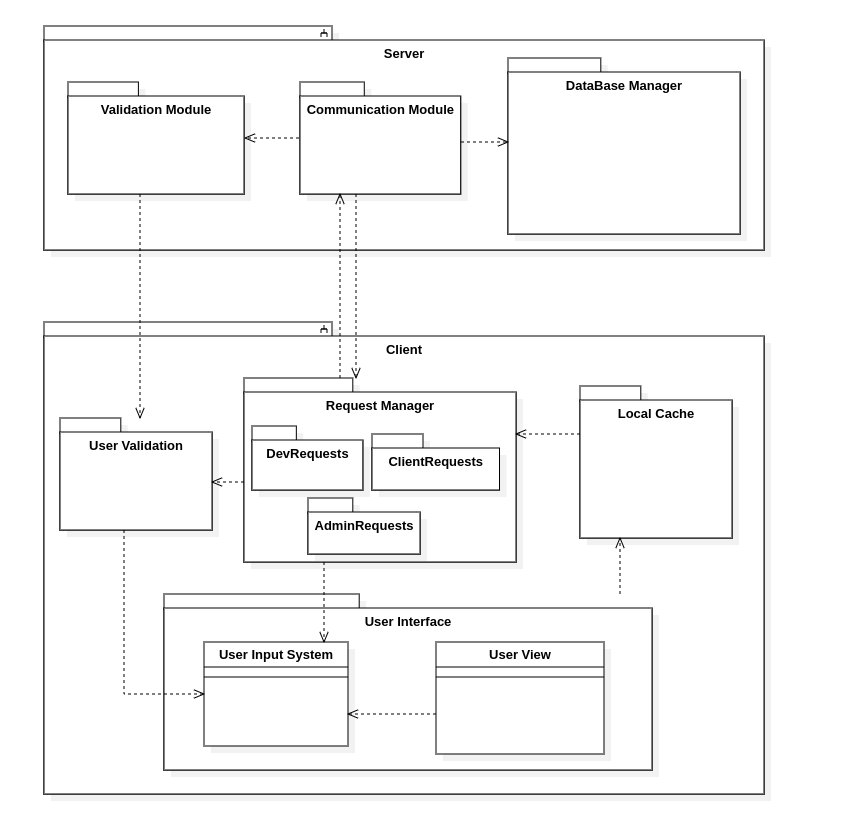 Server
Validation Module
Communication Module
DataBase Manager
Client
User Validation
Request Manager
Local Cache
DevRequests
ClientRequests
AdminRequests
User Interface
User Input System
User View